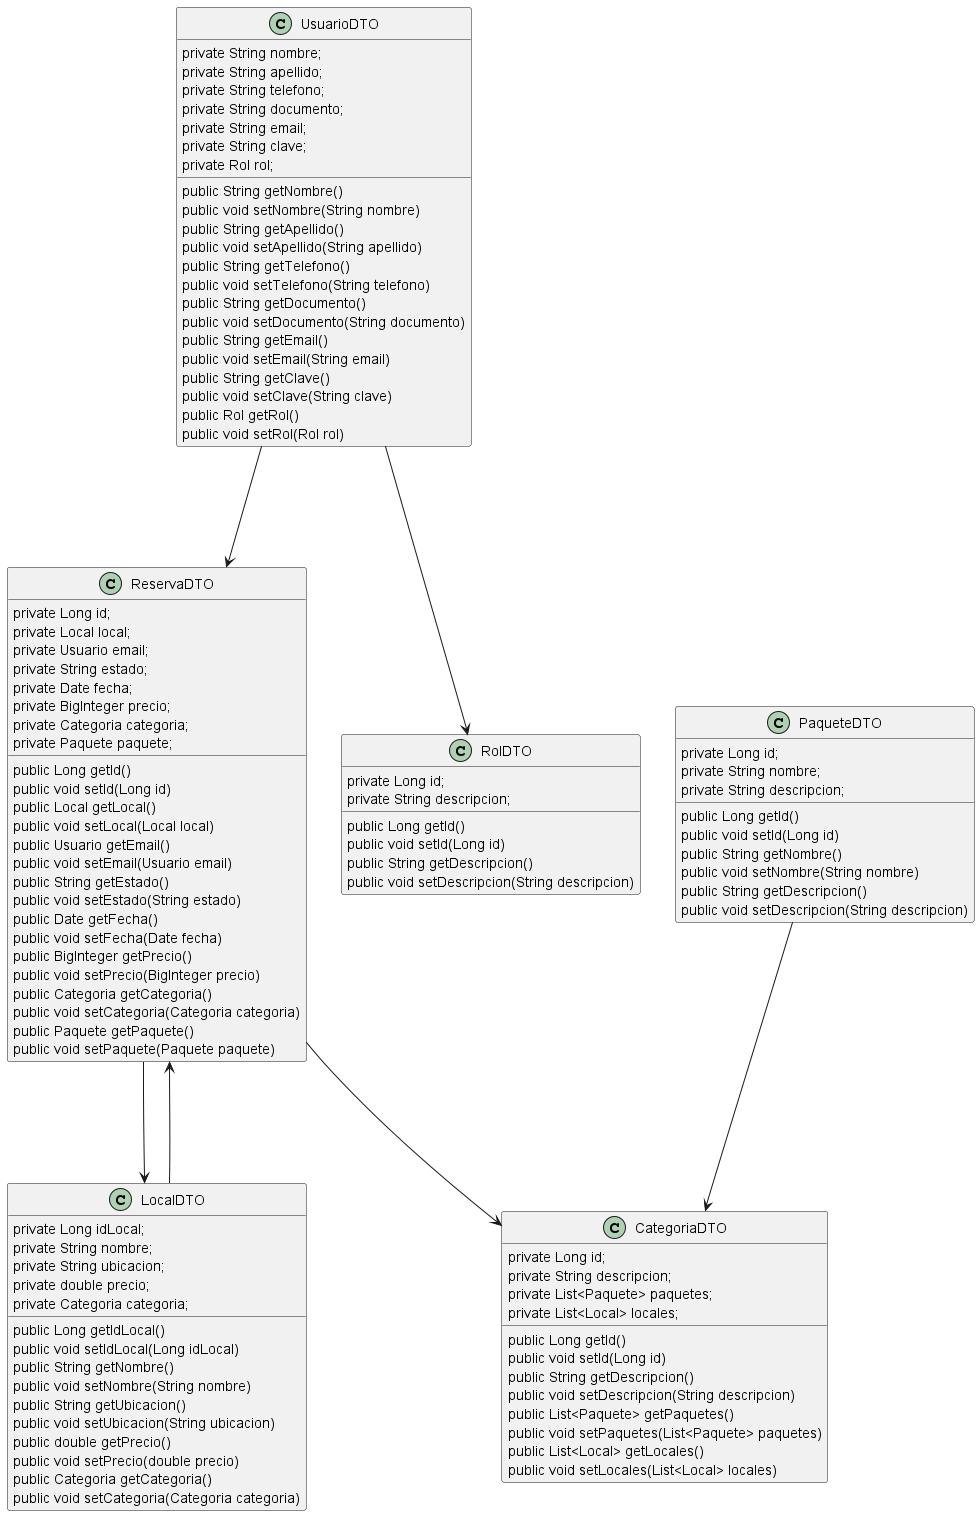 C UsuarioDTO
private String nombre;
private String apellido;
private String telefono;
private String documento;
private String email;
private String clave;
private Rol rol;
public String getNombre()
public void setNombre(String nombre)
public String getApellido()
public void setApellido(String apellido)
public String getTelefono()
public void setTelefono(String telefono)
public String getDocumento()
public void setDocumento(String documento)
public String getEmail()
public void setEmail(String email)
public String getClave()
public void setClave(String clave)
public Rol getRol()
public void setRol(Rol rol)
C ReservaDTO
private Long id;
private Local local;
private Usuario email;
private String estado;
private Date fecha;
private BigInteger precio;
private Categoria categoria;
private Paquete paquete;
public Long getId()
public void setId(Long id)
public Local getLocal()
public void setLocal(Local local)
public Usuario getEmail()
public void setEmail(Usuario email)
public String getEstado()
public void setEstado(String estado)
public Date getFecha()
public void setFecha(Date fecha)
public BigInteger getPrecio()
public void setPrecio(BigInteger precio)
public Categoria getCategoria()
public void setCategoria(Categoria categoria)
public Paquete getPaquete()
public void setPaquete(Paquete paquete)
C RolDTO
private Long id;
private String descripcion;
public Long getId()
public void setId(Long id)
public String getDescripcion()
public void setDescripcion(String descripcion)
C PaqueteDTO
private Long id;
private String nombre;
private String descripcion;
public Long getId()
public void setId(Long id)
public String getNombre()
public void setNombre(String nombre)
public String getDescripcion()
public void setDescripcion(String descripcion)
C LocalDTO
private Long idLocal;
private String nombre;
private String ubicacion;
private double precio;
private Categoria categoria;
public Long getIdLocal()
public void setIdLocal(Long idLocal)
public String getNombre()
public void setNombre(String nombre)
public String getUbicacion()
public void setUbicacion(String ubicacion)
public double getPrecio()
public void setPrecio(double precio)
public Categoria getCategoria()
public void setCategoria(Categoria categoria)
C CategoriaDTO
private Long id;
private String descripcion;
private List<Paquete> paquetes;
private List<Local> locales;
public Long getId()
public void setId(Long id)
public String getDescripcion()
public void setDescripcion(String descripcion)
public List<Paquete> getPaquetes()
public void setPaquetes(List<Paquete> paquetes)
public List<Local> getLocales()
public void setLocales(List<Local> locales)